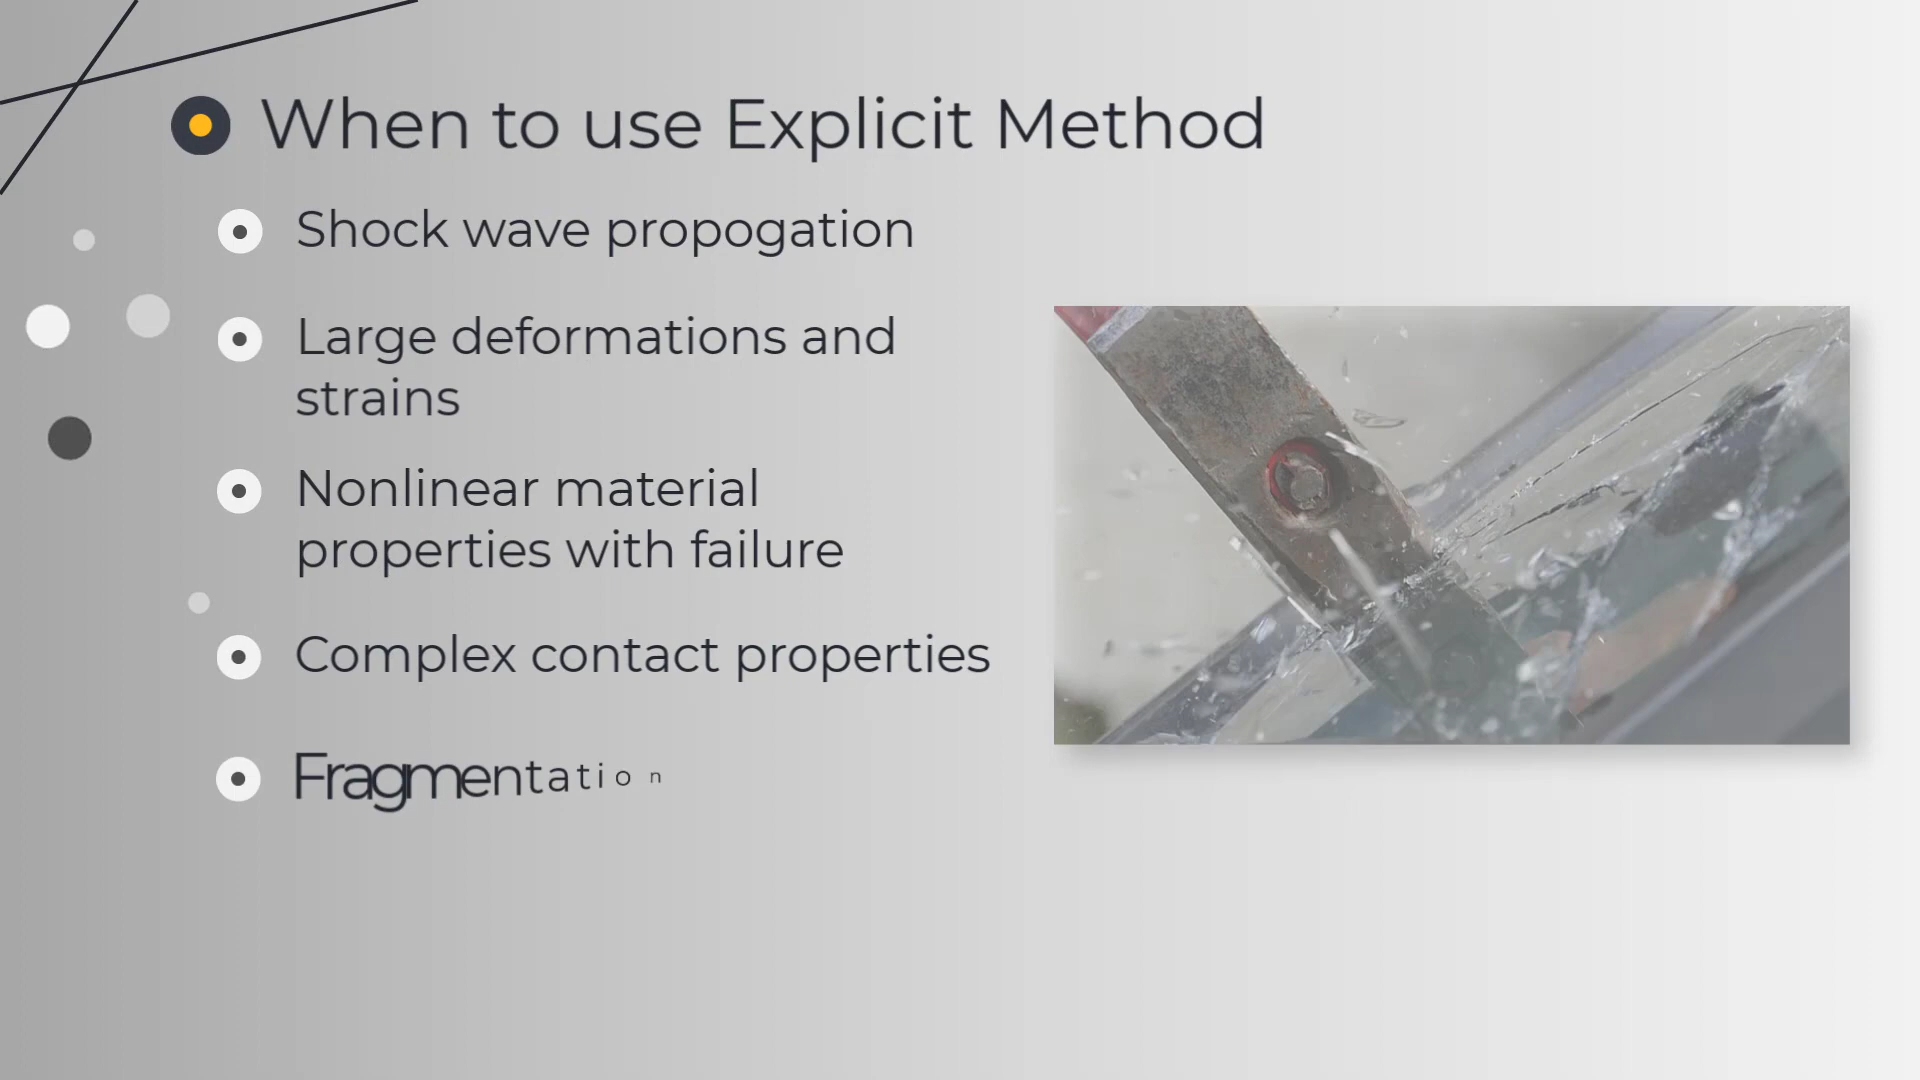 When to use Explicit Method
Shock wave propogation
Large deformations and
strains
Nonlinear material
properties with failure
Complex contact properties
Fragmentation